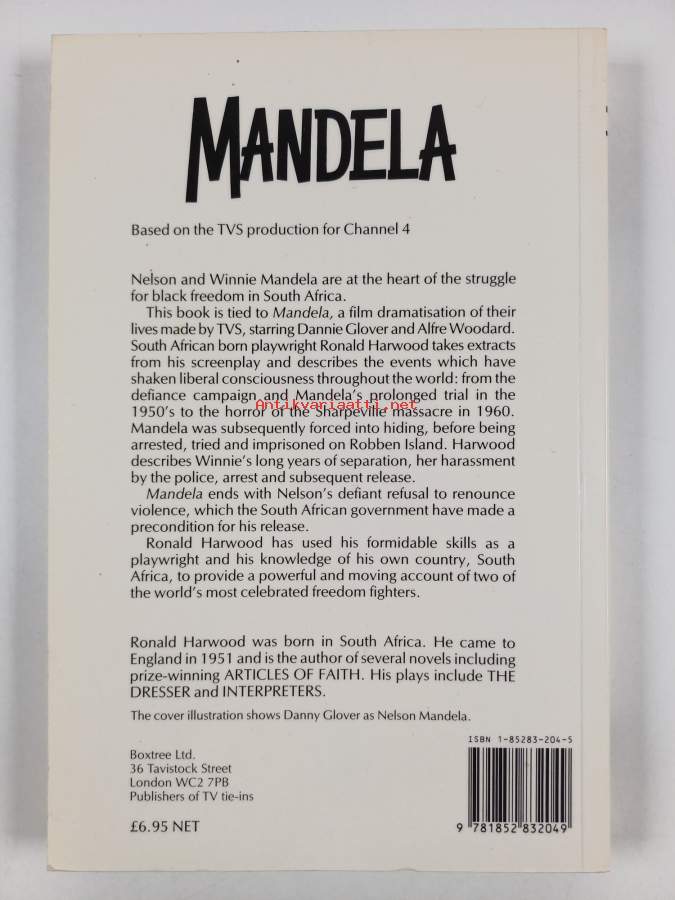 MANDELA
Based on the TVS production for Channel 4
Nelson and Winnie Mandela are at the heart of the struggle
for black freedom in South Africa.
This book is tied to Mandela, a film dramatisation of their
lives made by TVS, starring Dannie Glover and Alfre Woodard.
South African born playwright Ronald Harwood takes extracts
from his screenplay and describes the events which have
shaken liberal consciousness throughout the world: from the
defiance campaign and Mandela's prolonged trial in the
Antikvariaatti.net
1950's to the horror of the Sharpeville massacre in 1960.
Mandela was subsequently forced into hiding, before being
arrested, tried and imprisoned on Robben Island. Harwood
describes Winnie's long years of separation, her harassment
by the police, arrest and subsequent release.
Mandela ends with Nelson's defiant refusal to renounce
violence, which the South African government have made a
precondition for his release.
Ronald Harwood has used his formidable skills as a
playwright and his knowledge of his own country, South
Africa, to provide a powerful and moving account of two of
the world's most celebrated freedom fighters.
Ronald Harwood was born in South Africa. He came to
England in 1951 and is the author of several novels including
prize-winning ARTICLES OF FAITH. His plays include THE
DRESSER and INTERPRETERS.
The cover illustration shows Danny Glover as Nelson Mandela.
ISBN 1-85283-204-5
Boxtree Ltd.
36 Tavistock Street
London WC2 7PB
Publishers of TV tie-ins
£6.95 NET
9 781852 832049